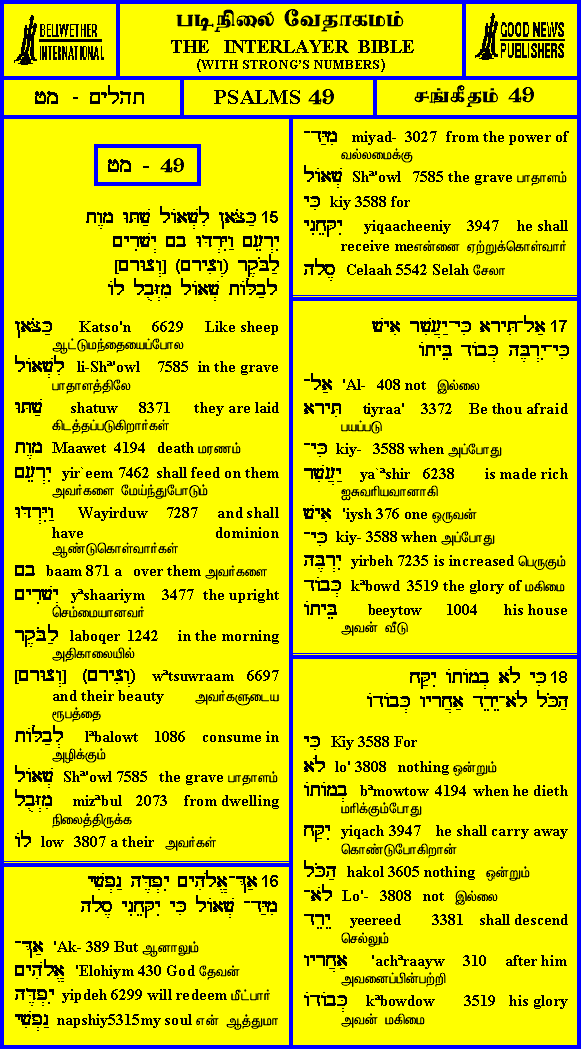 BELLWETHER
INTERNATIONAL
படிநிலை வேதாகமம்
THE INTERLAYER BIBLE
(WITH STRONG'S NUMBERS)
GOOD NEWS
PUBLISHERS
תהלים - מט
PSALMS 49
சங்கீதம் 49
מט - 49
15 כַּצֹּאן לִשְׁאוֹל שַׁתּוּ מָוֶת
יִרְעֵם וַיִּרְדּוּ בָם יְשָׁרִים
לַבֹּקֶר (וְצִירָם) [וְצוּרָם]
לְבַלּוֹת שְׁאוֹל מִזְּבֻל לוֹ
כַּצֹּאן Katso'n 6629 Like sheep
ஆட்டுமந்தையைப்போல
לִשְׁאוֹל li-Shª'owl 7585 in the grave
பாதாளத்திலே
שַׁתּוּ shatuw 8371 they are laid
கிடத்தப்படுகிறார்கள்
מָוֶת Maawet 4194 death மரணம்
יִרְעֵם yir`eem 7462 shall feed on them
அவர்களை மேய்ந்துபோடும்
וַיִּרְדּוּ Wayirduw 7287 and shall
have dominion
ஆண்டுகொள்வார்கள்
בָם baam 871 a over them அவர்களை
יְשָׁרִים yªshaariym 3477 the upright
செம்மையானவர்
לַבֹּקֶר laboqer 1242 in the morning
அதிகாலையில்
[וְצוּרָם] (וְצִירָם) wªtsuwraam 6697
and their beauty அவர்களுடைய
ரூபத்தை
לְבַלּוֹת lªbalowt 1086 consume in
அழிக்கும்
שְׁאוֹל Shª'owl 7585 the grave பாதாளம்
מִזְּבֻל mizªbul 2073 from dwelling
நிலைத்திருக்க
לוֹ low 3807 a their அவர்கள்
16 אַךְ־אֱלֹהִים יִפְדֶּה נַפְשִׁי
מִיַּד־ שְׁאוֹל כִּי יִקָּחֵנִי סֶלָה
אַךְ־ 'Ak- 389 But ஆனாலும்
אֱלֹהִים 'Elohiym 430 God தேவன்
יִפְדֶּה yipdeh 6299 will redeem மீட்பார்
נַפְשִׁי napshiy5315my soul என் ஆத்துமா
מִיַּד־ miyad- 3027 from the power of
வல்லமைக்கு
שְׁאוֹל Shª'owl 7585 the grave பாதாளம்
כִּי kiy 3588 for
יִקָּחֵנִי yiqaacheeniy 3947 he shall
receive meஎன்னை ஏற்றுக்கொள்வார்
סֶלָה Celaah 5542 Selah சேலா
17 אַל־תִּירָא כִּי־יַעֲשִׁר אִישׁ
כִּי־יִרְבֶּה כְּבוֹד בֵּיתוֹ
אַל־ 'Al- 408 not இல்லை
תִּירָא tiyraa' 3372 Be thou afraid
பயப்படு
כִּי־ kiy- 3588 when அப்போது
יַעֲשִׁר ya`ªshir 6238 is made rich
ஐசுவரியவானாகி
אִישׁ 'iysh 376 one ஒருவன்
כִּי־ kiy- 3588 when அப்போது
יִרְבֶּה yirbeh 7235 is increased பெருகும்
כְּבוֹד kªbowd 3519 the glory of மகிமை
בֵּיתוֹ beeytow 1004 his house
அவன் வீடு
18 כִּי לֹא בְמוֹתוֹ יִקַּח
הַכֹּל לֹא־יֵרֵד אַחֲרָיו כְּבוֹדוֹ
כִּי Kiy 3588 For
לֹא lo' 3808 nothing ஒன்றும்
בְמוֹתוֹ bªmowtow 4194 when he dieth
மரிக்கும்போது
יִקַּח yiqach 3947 he shall carry away
கொண்டுபோகிறான்
הַכֹּל hakol 3605 nothing ஒன்றும்
לֹא־ Lo'- 3808 not இல்லை
יֵרֵד yeereed 3381 shall descend
செல்லும்
אַחֲרָיו 'achªraayw 310 after him
அவனைப்பின்பற்றி
כְּבוֹדוֹ kªbowdow 3519 his glory
அவன் மகிமை